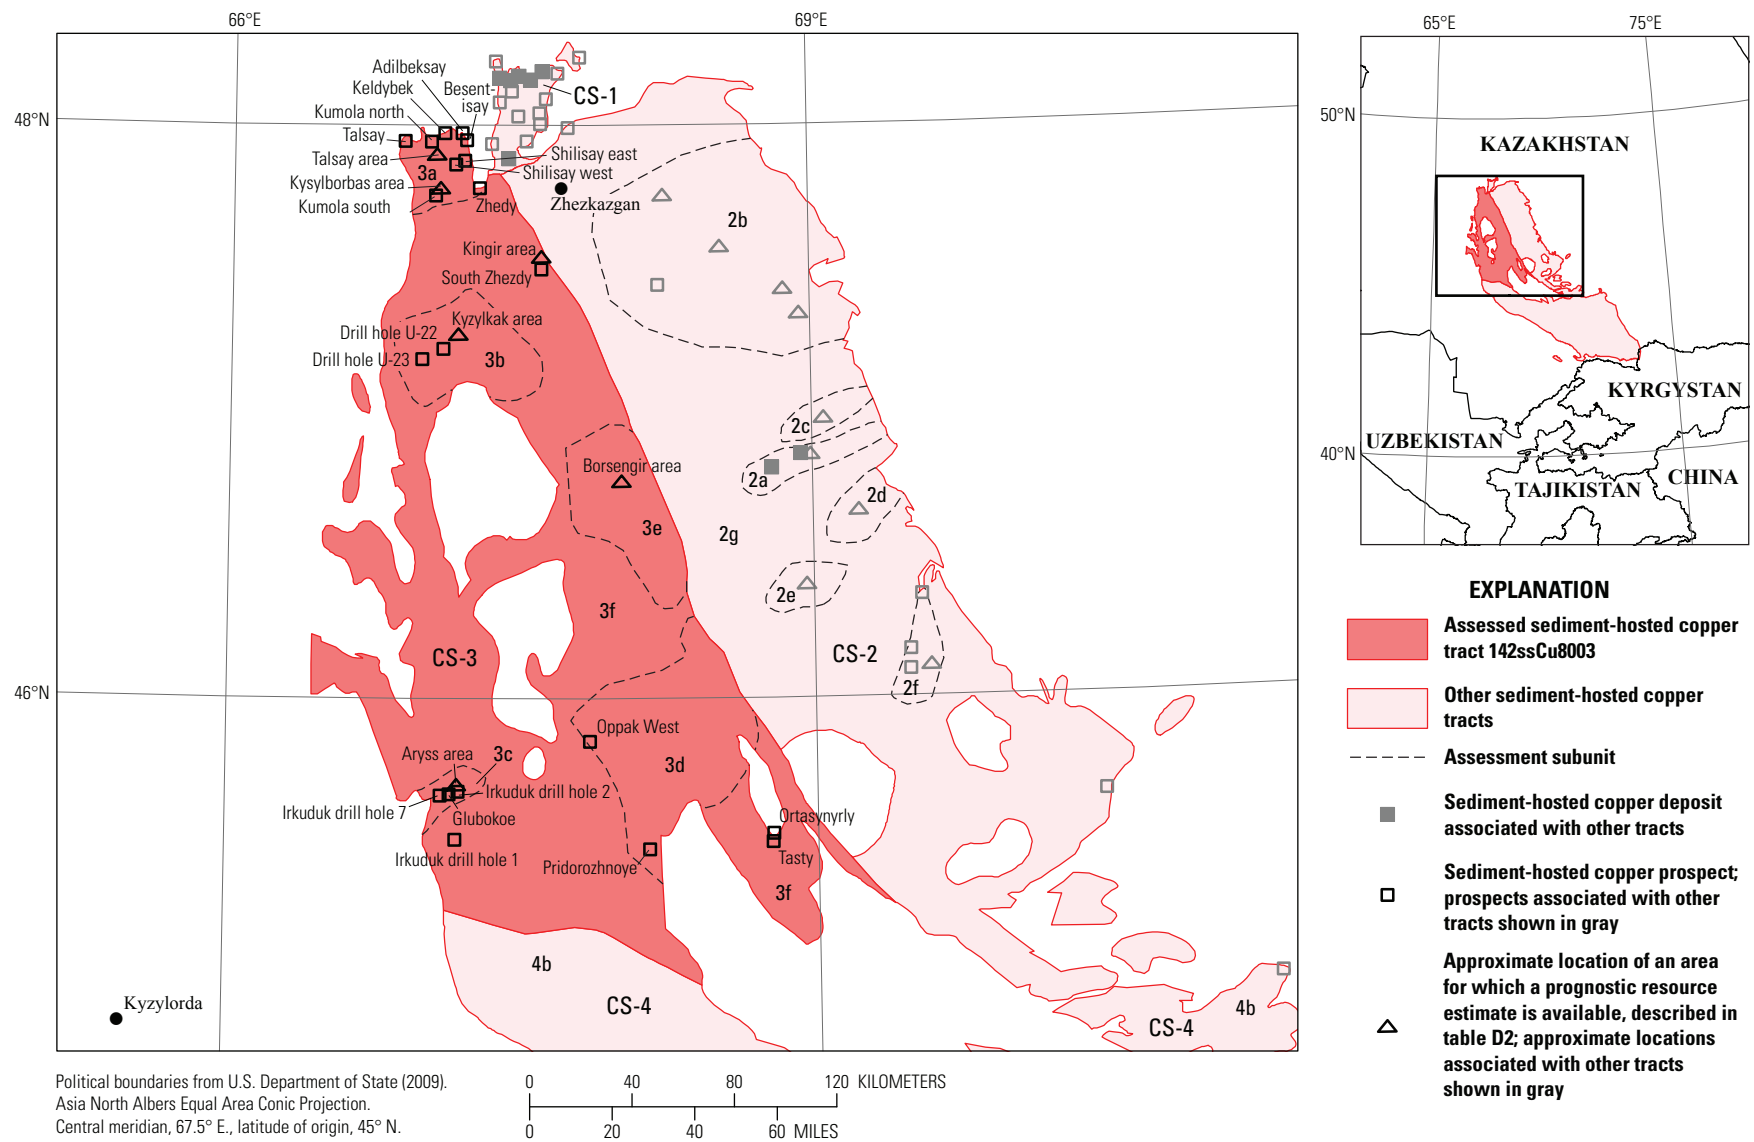 66°E
69°E
48°N
46°N
Adilbeksay
Keldybek
Besent-
isay
Kumola north
Talsay
Talsay area
3a
Kysylborbas area
Kumola south
CS-1
Shilisay east
Shilisay west
Zhedy
Zhezkazgan
Kingir area
South Zhezdy
2b
Kyzylkak area
Drill hole U-22
Drill hole U-23
3b
2c
2a
2d
Borsengir area
3e
2g
2e
3f
CS-3
CS-2
2f
Oppak West
Aryss area
3c
3d
Irkuduk drill hole 2
Irkuduk drill hole 7
Glubokoe
Irkuduk drill hole 1
Ortasynyrly
Tasty
Pridorozhnoye
3f
4b
CS-4
4b
CS-4
Kyzylorda
65°E
75°E
50°N
40°N
KAZAKHSTAN
KYRGYSTAN
UZBEKISTAN
TAJIKISTAN
CHINA
EXPLANATION
Assessed sediment-hosted copper
tract 142ssCu8003
Other sediment-hosted copper
tracts
Assessment subunit
Sediment-hosted copper deposit
associated with other tracts
Sediment-hosted copper prospect;
prospects associated with other
tracts shown in gray
Approximate location of an area
for which a prognostic resource
estimate is available, described in
table D2; approximate locations
associated with other tracts
shown in gray
Political boundaries from U.S. Department of State (2009).
Asia North Albers Equal Area Conic Projection.
Central meridian, 67.5° E., latitude of origin, 45° N.
0 40 80 120 KILOMETERS
0 20 40 60 MILES